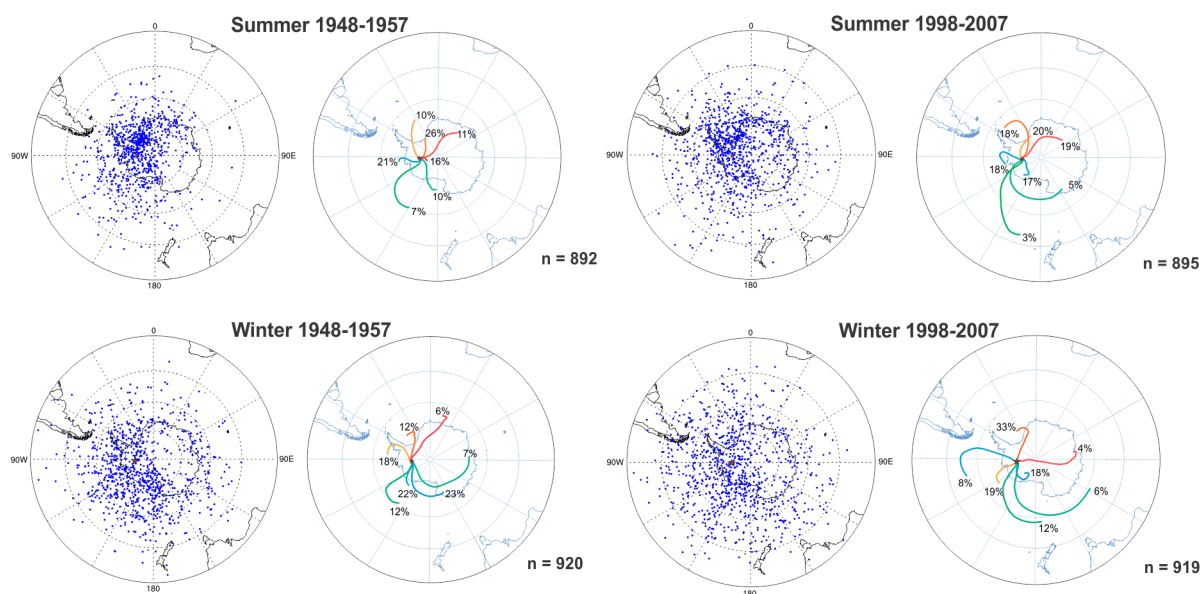 Summer 1948-1957
0
90W
90E
180
10%
26%
11%
21%
16%
10%
7%
n = 892
Summer 1998-2007
0
90W
90E
180
18%
20%
19%
18%
17%
5%
3%
n = 895
Winter 1948-1957
0
90W
90E
180
6%
12%
7%
18%
22%
23%
12%
n = 920
Winter 1998-2007
0
90W
90E
180
33%
4%
18%
8%
19%
6%
12%
n = 919